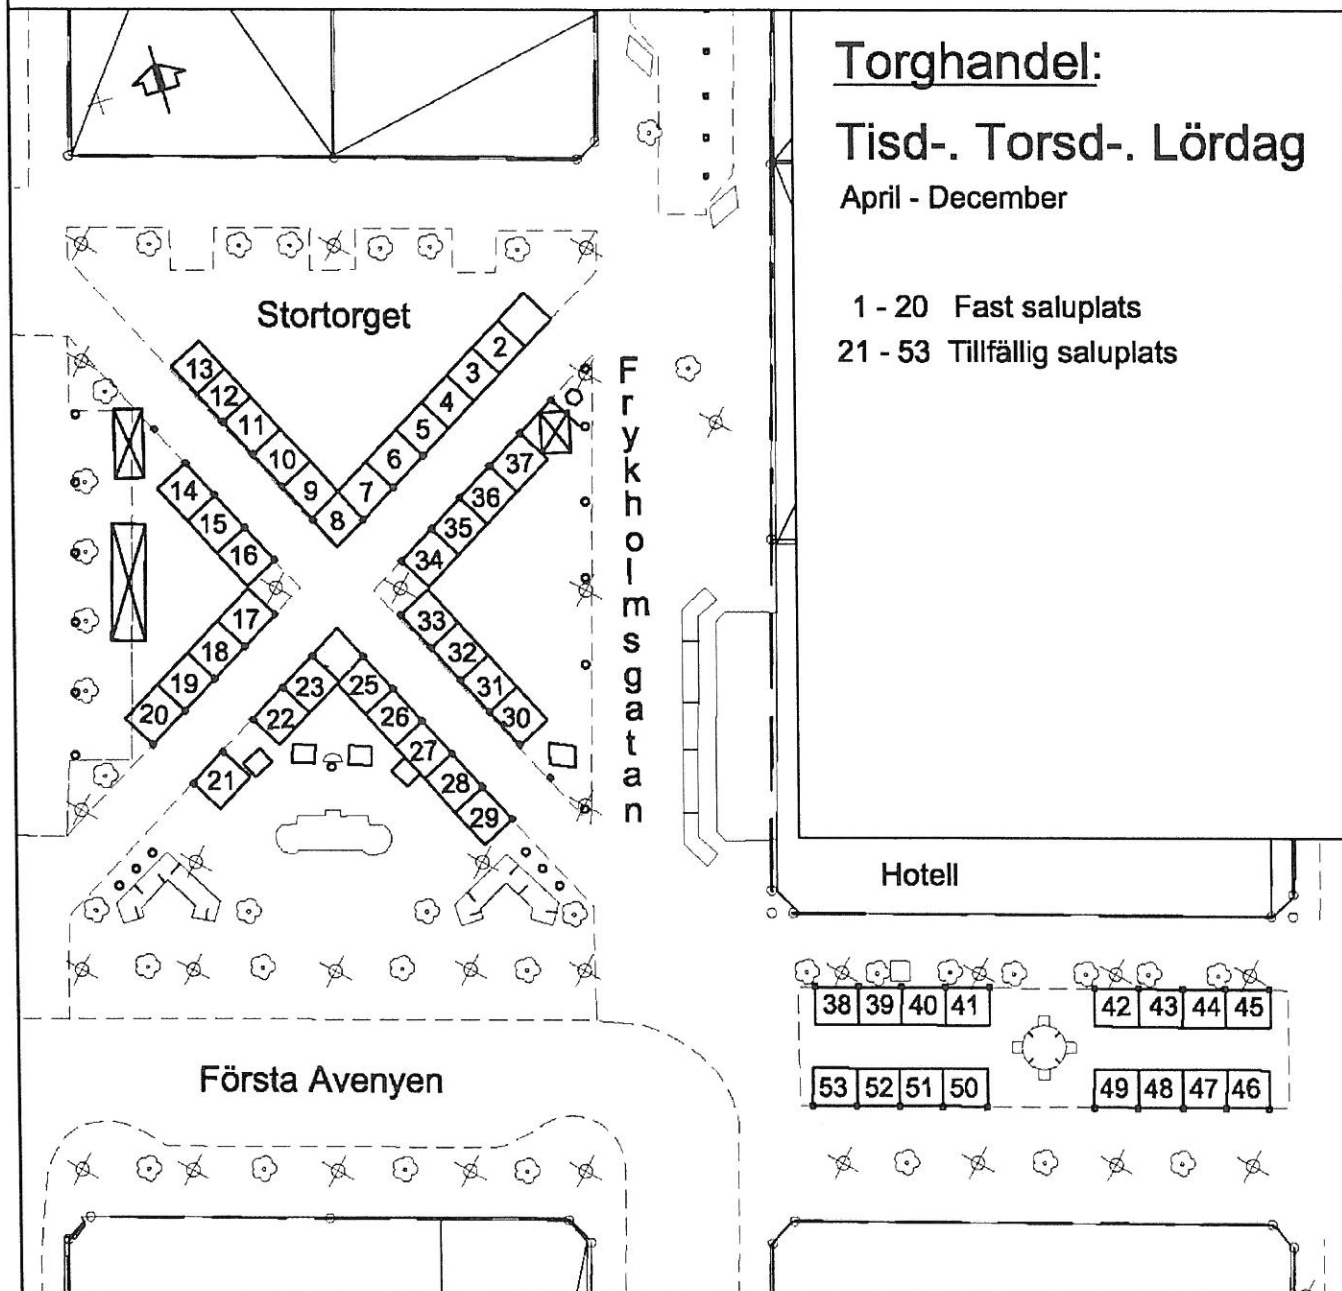 Torghandel:
Tisd-. Torsd-. Lördag
April - December
1 - 20 Fast saluplats
21 - 53 Tillfällig saluplats
Stortorget
Frykholmsgatan
2
3
4
5
6
7
8
9
10
11
12
13
14
15
16
17
18
19
20
21
22
23
25
26
27
28
29
30
31
32
33
34
35
36
37
Hotell
38 39 40 41
42 43 44 45
53 52 51 50
49 48 47 46
Första Avenyen